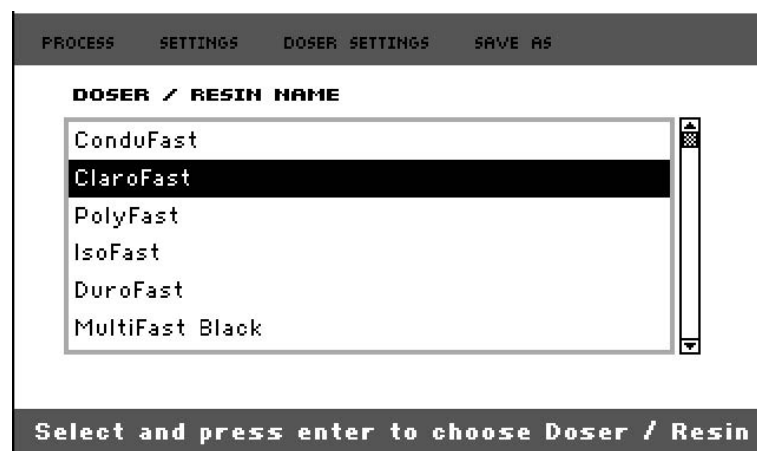 PROCESS SETTINGS DOSER SETTINGS SAVE AS
DOSER / RESIN NAME
ConduFast
ClaroFast
PolyFast
IsoFast
DuroFast
MultiFast Black
Select and press enter to choose Doser / Resin